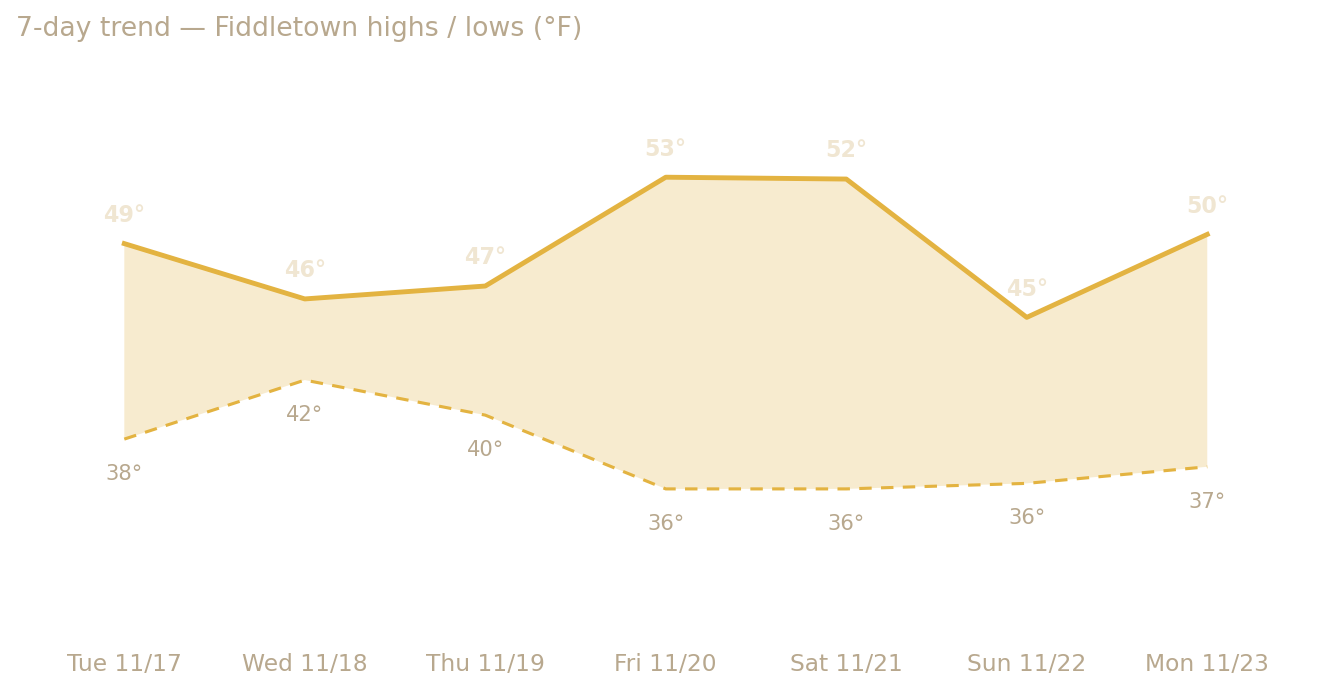 7-day trend — Fiddletown highs / lows (°F)
53°
52°
49°
50°
46°
47°
45°
42°
38°
40°
36°
36°
36°
37°
Tue 11/17
Wed 11/18
Thu 11/19
Fri 11/20
Sat 11/21
Sun 11/22
Mon 11/23